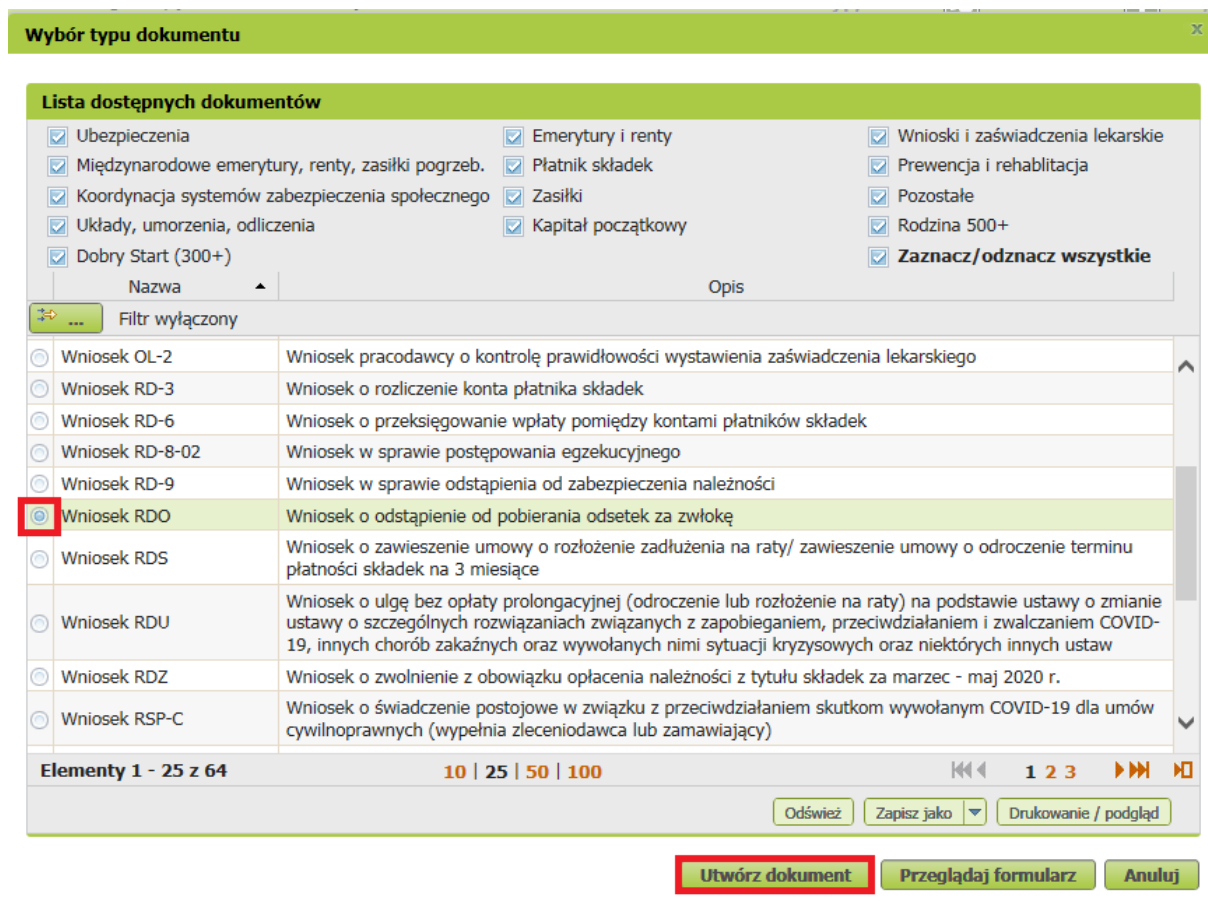 Wybór typu dokumentu
x
Lista dostępnych dokumentów
Ubezpieczenia
Emerytury i renty
Wnioski i zaświadczenia lekarskie
Międzynarodowe emerytury, renty, zasiłki pogrzeb.
Płatnik składek
Prewencja i rehablitacja
Koordynacja systemów zabezpieczenia społecznego
Zasiłki
Pozostałe
Układy, umorzenia, odliczenia
Kapitał początkowy
Rodzina 500+
Dobry Start (300+)
Zaznacz/odznacz wszystkie
Nazwa
Opis
...
Filtr wyłączony
Wniosek OL-2
Wniosek pracodawcy o kontrolę prawidłowości wystawienia zaświadczenia lekarskiego
Wniosek RD-3
Wniosek o rozliczenie konta płatnika składek
Wniosek RD-6
Wniosek o przeksięgowanie wpłaty pomiędzy kontami płatników składek
Wniosek RD-8-02
Wniosek w sprawie postępowania egzekucyjnego
Wniosek RD-9
Wniosek w sprawie odstąpienia od zabezpieczenia należności
Wniosek RDO
Wniosek o odstąpienie od pobierania odsetek za zwłokę
Wniosek RDS
Wniosek o zawieszenie umowy o rozłożenie zadłużenia na raty/ zawieszenie umowy o odroczenie terminu
płatności składek na 3 miesiące
Wniosek RDU
Wniosek o ulgę bez opłaty prolongacyjnej (odroczenie lub rozłożenie na raty) na podstawie ustawy o zmianie
ustawy o szczególnych rozwiązaniach związanych z zapobieganiem, przeciwdziałaniem i zwalczaniem COVID-
19, innych chorób zakaźnych oraz wywołanych nimi sytuacji kryzysowych oraz niektórych innych ustaw
Wniosek RDZ
Wniosek o zwolnienie z obowiązku opłacenia należności z tytułu składek za marzec - maj 2020 r.
Wniosek RSP-C
Wniosek o świadczenie postojowe w związku z przeciwdziałaniem skutkom wywołanym COVID-19 dla umów
cywilnoprawnych (wypełnia zleceniodawca lub zamawiający)
Elementy 1 - 25 z 64
10 | 25 | 50 | 100
1 2 3
Odśwież
Zapisz jako
Drukowanie / podgląd
Utwórz dokument
Przeglądaj formularz
Anuluj